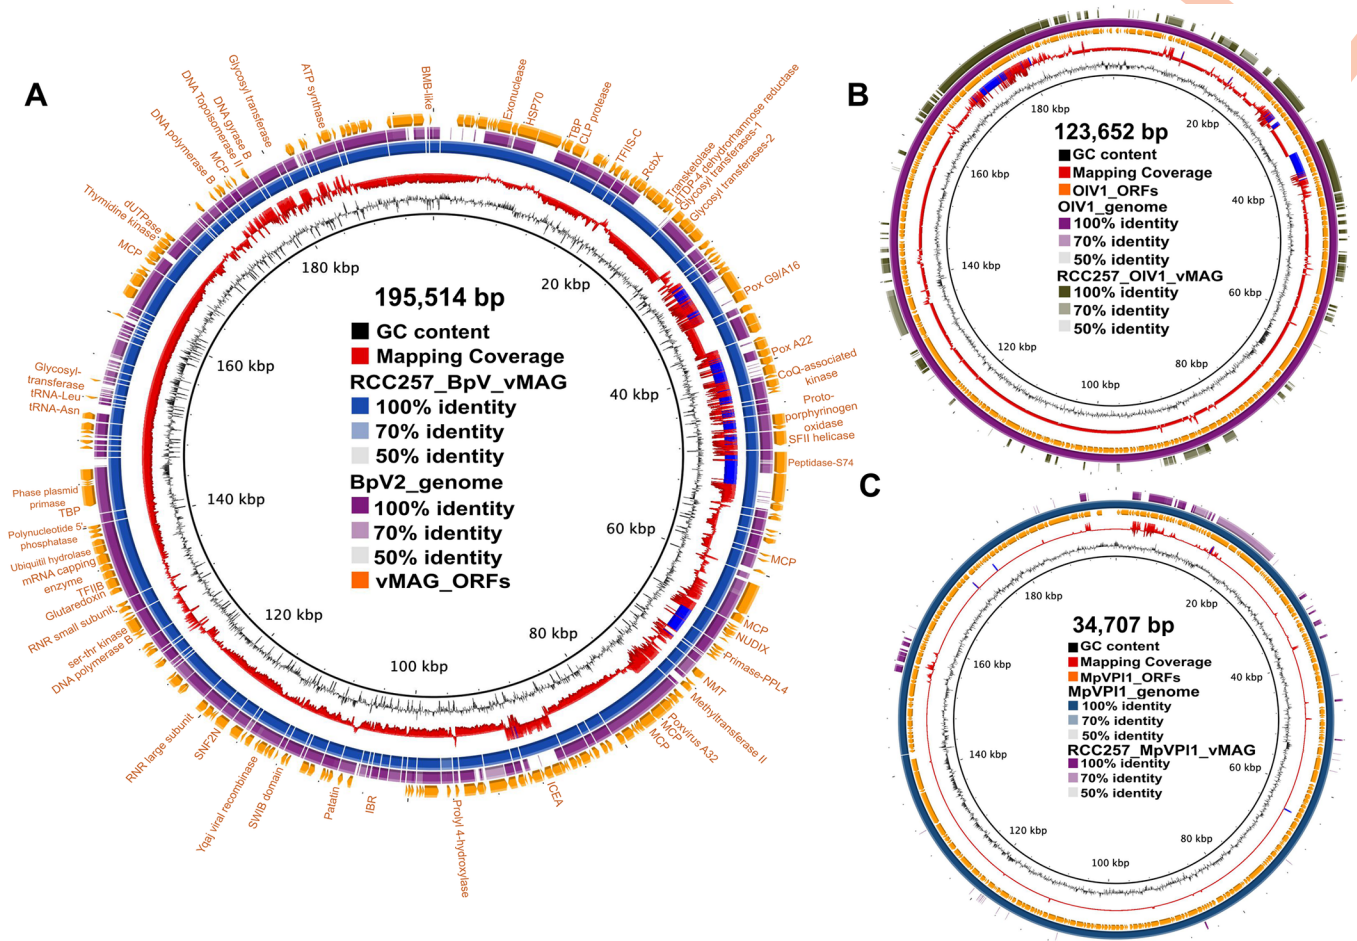 A
BMB-like
Exonuclease
HSP70
TBP
CLP protease
TFIIS-C
RcbX
Transketolase
dTDP-4 dehydrorhamnose reductase
Glycosyl transferases-1
Glycosyl transferases-2
Pox G9/A16
Pox A22
CoQ-associated
kinase
Proto-
porphyrinogen
oxidase
SFII helicase
Peptidase-S74
MCP
MCP
NUDIX
Primase-PPL4
NMT
Methyltransferase II
Poxvirus A32
MCP
MCP
ICEA
Prolyl 4-hydroxylase
IBR
Patatin
SWIB domain
Yqaj viral recombinase
SNF2N
RNR large subunit
DNA polymerase B
ser-thr kinase
RNR small subunit
Glutaredoxin
TFIIB
mRNA capping
enzyme
Ubiquitil hydrolase
Polynucleotide 5'-
phosphatase
TBP
Phage plasmid
primase
tRNA-Asn
tRNA-Leu
Glycosyl-
transferase
MCP
Thymidine kinase
dUTPase
DNA polymerase B
MCP
DNA Topoisomerase II
DNA gyrase B
Glycosyl transferase
ATP synthase
20 kbp
40 kbp
60 kbp
80 kbp
100 kbp
120 kbp
140 kbp
160 kbp
180 kbp
195,514 bp
GC content
Mapping Coverage
RCC257_BpV_vMAG
100% identity
70% identity
50% identity
BpV2_genome
100% identity
70% identity
50% identity
vMAG_ORFs
B
20 kbp
40 kbp
60 kbp
80 kbp
100 kbp
120 kbp
140 kbp
160 kbp
180 kbp
123,652 bp
GC content
Mapping Coverage
OIV1_ORFs
OIV1_genome
100% identity
70% identity
50% identity
RCC257_OIV1_vMAG
100% identity
70% identity
50% identity
C
20 kbp
40 kbp
60 kbp
80 kbp
100 kbp
120 kbp
140 kbp
160 kbp
180 kbp
34,707 bp
GC content
Mapping Coverage
MpVPI1_ORFs
MpVPI1_genome
100% identity
70% identity
50% identity
RCC257_MpVPI1_vMAG
100% identity
70% identity
50% identity